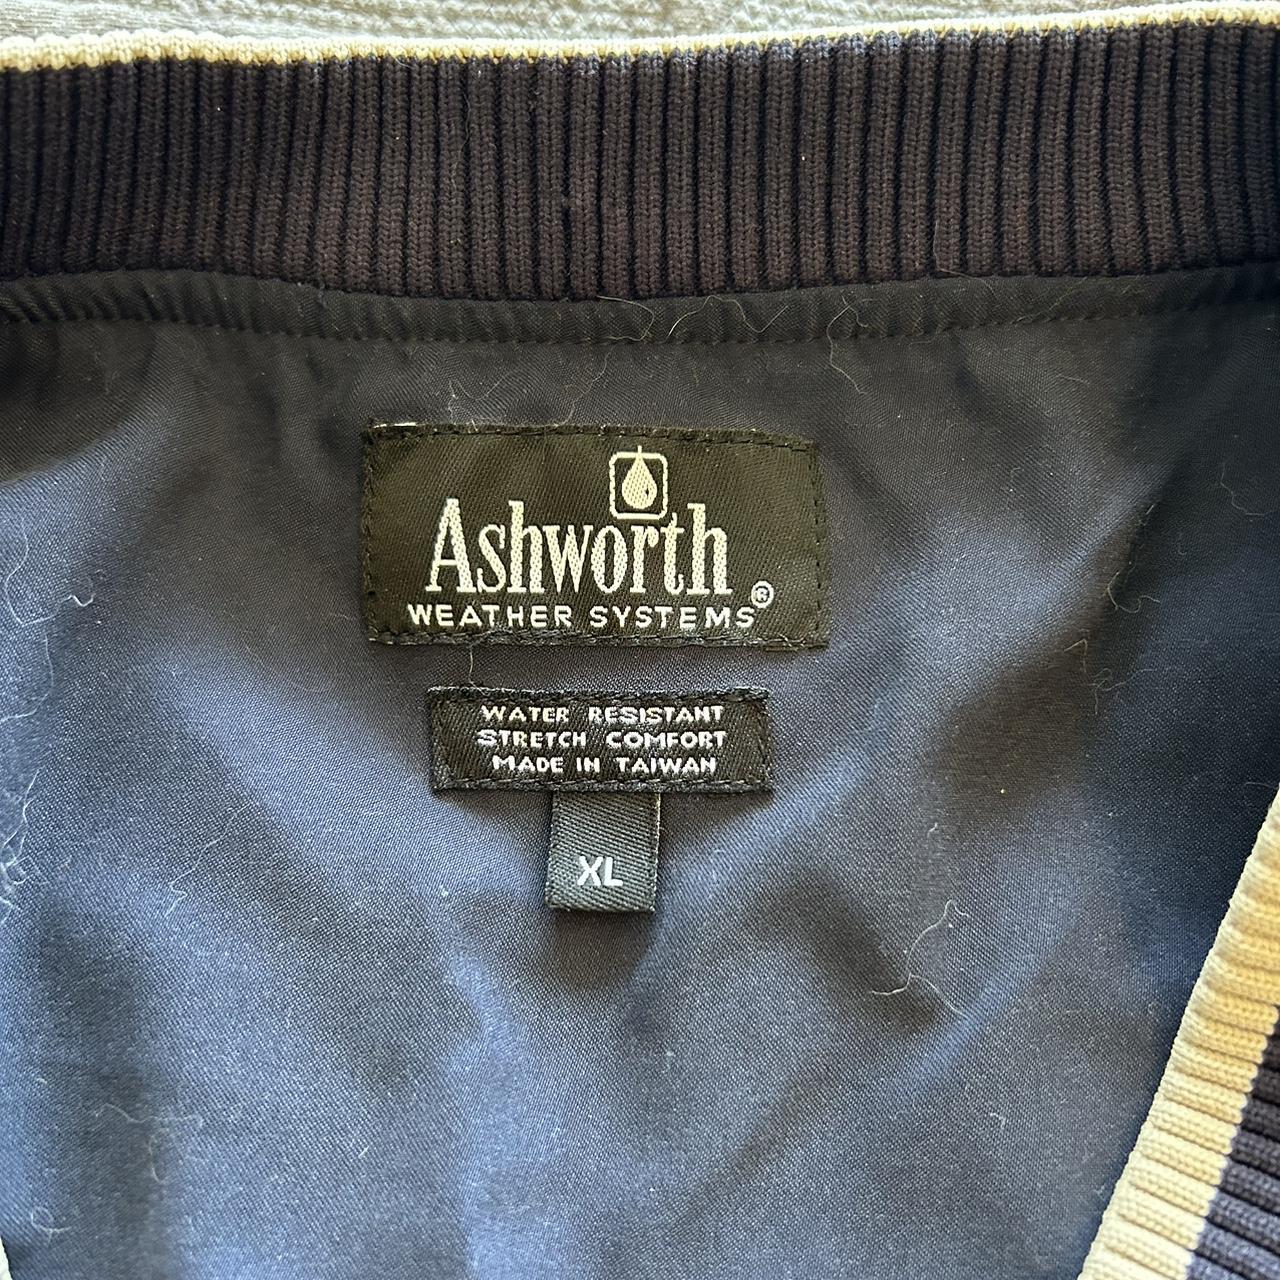 Ashworth
WEATHER SYSTEMS®
WATER RESISTANT
STRETCH COMFORT
MADE IN TAIWAN
XL